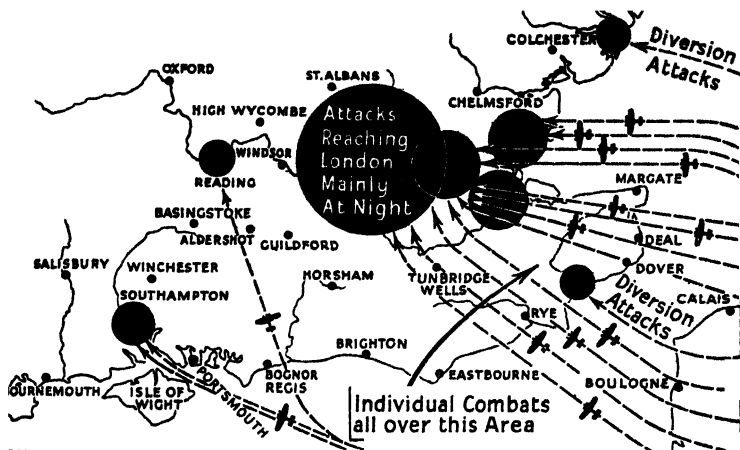 COLCHESTER
Diversion
Attacks
OXFORD
ST. ALBANS
CHELMSFORD
HIGH WYCOMBE
Attacks
Reaching
London
Mainly
At Night
WINDSOR
READING
MARGATE
BASINGSTOKE
ALDERSHOT
GUILDFORD
DEAL
SALISBURY
WINCHESTER
HORSHAM
TUNBRIDGE
WELLS
DOVER
SOUTHAMPTON
Diversion
Attacks
CALAIS
RYE
BRIGHTON
PORTSMOUTH
BOGNOR
REGIS
EASTBOURNE
BOULOGNE
OURNEMOUTH
ISLE OF
WIGHT
Individual Combats
all over this Area